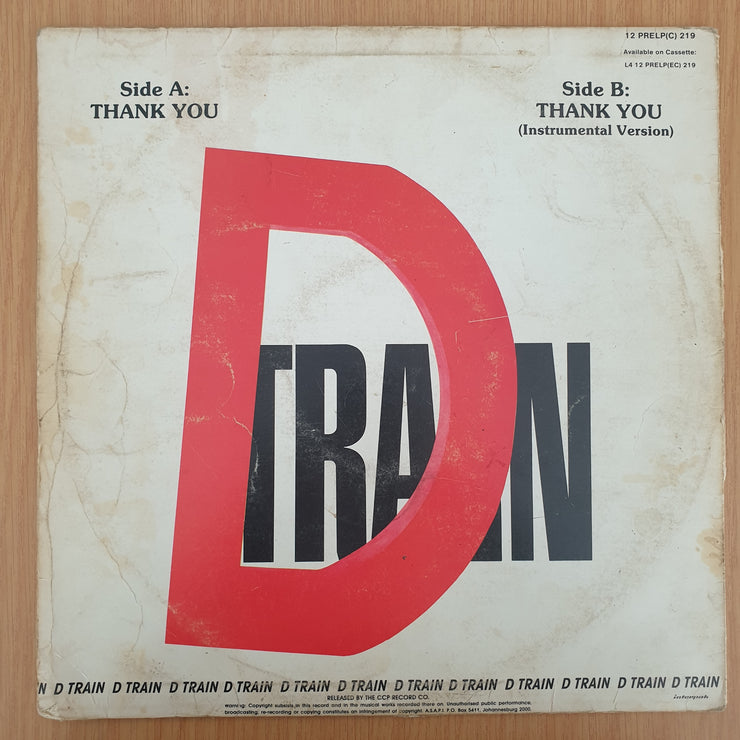 12 PRELP(C) 219
Available on Cassette:
L4 12 PRELP(EC) 219
Side A:
THANK YOU
Side B:
THANK YOU
(Instrumental Version)
D
TRAIN
N D TRAIN D TRAIN D TRAIN D TRAIN D TRAIN D TRAIN D TRAIN D TRAIN D TRAIN D TRAIN D TRAIN D TRAIN
RELEASED BY THE CCP RECORD CO.
warning: Copyright subsists in this record and in the musical works recorded thereon. Unauthorised public performance,
broadcasting, re-recording or copying constitutes an infringement of copyright. A.S.A.P.I. P.O. Box 5411, Johannesburg 2000.